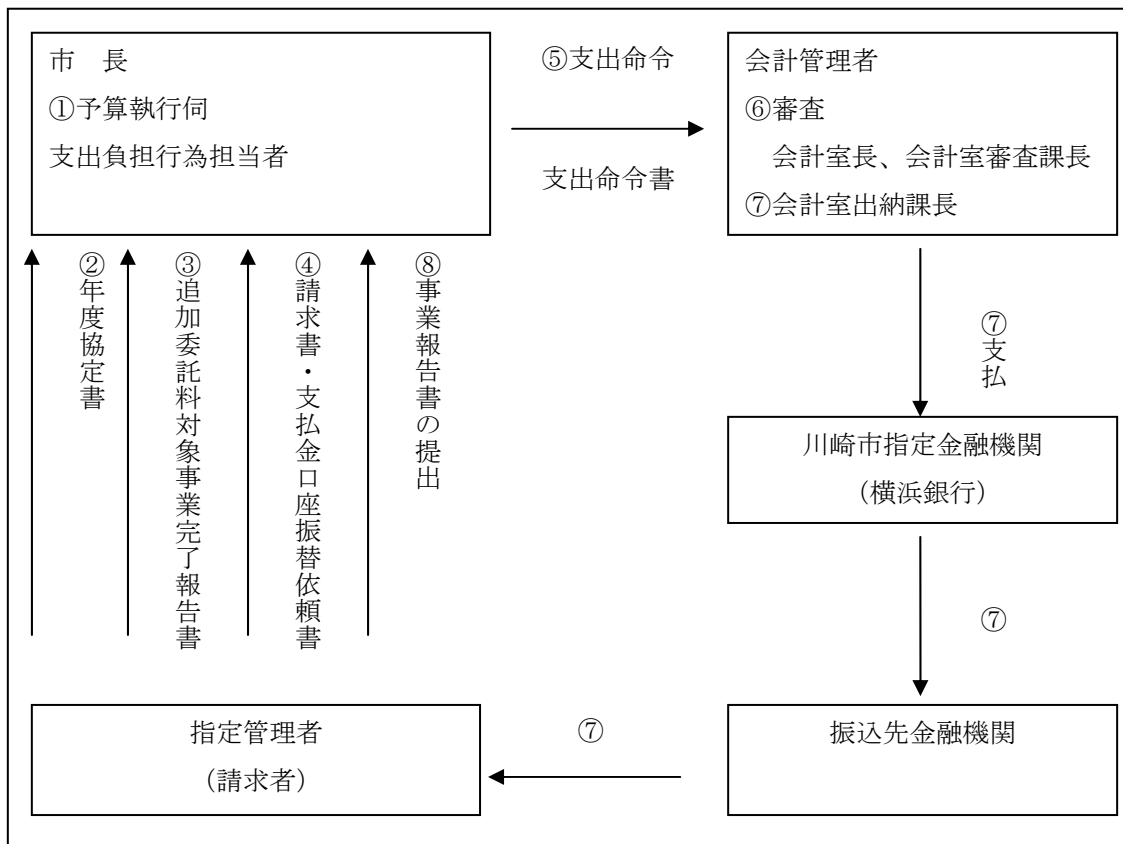 市　長
①予算執行伺
支出負担行為担当者
⑤支出命令
支出命令書
会計管理者
⑥審査
会計室長、会計室審査課長
⑦会計室出納課長
②年度協定書
③追加委託料対象事業完了報告書
④請求書・支払金口座振替依頼書
⑧事業報告書の提出
⑦支払
川崎市指定金融機関
（横浜銀行）
⑦
振込先金融機関
⑦
指定管理者
（請求者）